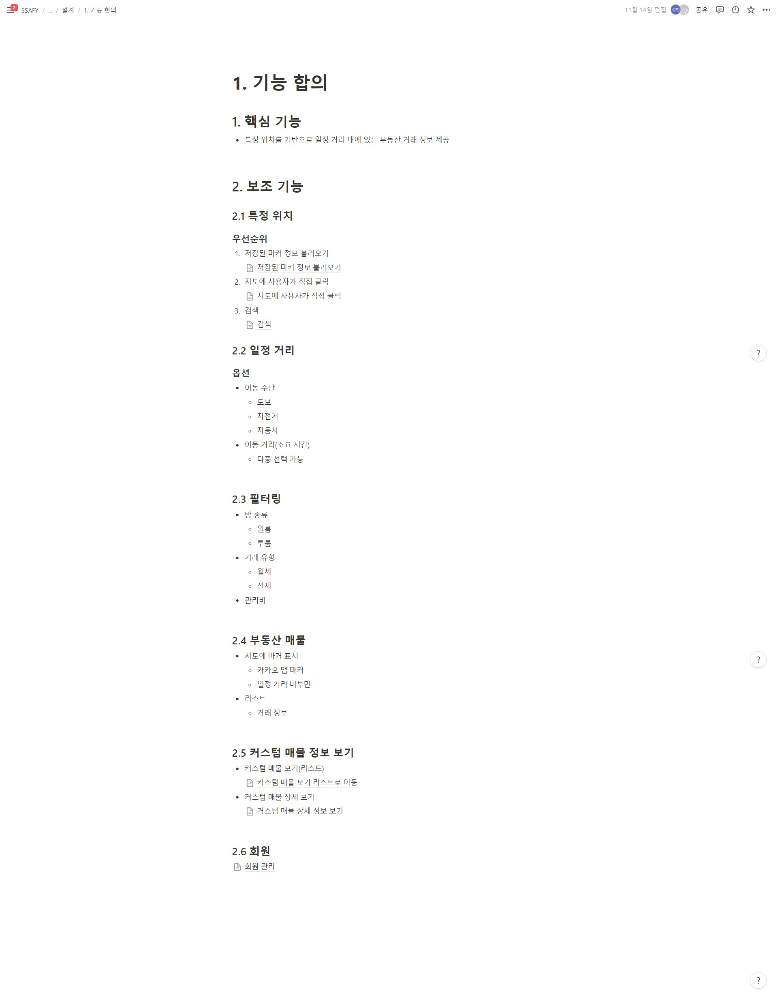 2
SSAFY / ... / 설계 / 1. 기능 합의
11월 14일 편집 성범 공유
1. 기능 합의
1. 핵심 기능
• 특정 위치를 기반으로 일정 거리 내에 있는 부동산 거래 정보 제공
2. 보조 기능
2.1 특정 위치
우선순위
1. 저장된 마커 정보 불러오기
저장된 마커 정보 불러오기
2. 지도에 사용자가 직접 클릭
지도에 사용자가 직접 클릭
3. 검색
검색
2.2 일정 거리
?
옵션
• 이동 수단
◦ 도보
◦ 자전거
◦ 자동차
• 이동 거리(소요 시간)
◦ 다중 선택 가능
2.3 필터링
• 방 종류
◦ 원룸
◦ 투룸
• 거래 유형
◦ 월세
◦ 전세
• 관리비
2.4 부동산 매물
• 지도에 마커 표시
?
◦ 카카오 맵 마커
◦ 일정 거리 내부만
• 리스트
◦ 거래 정보
2.5 커스텀 매물 정보 보기
• 커스텀 매물 보기(리스트)
커스텀 매물 보기 리스트로 이동
• 커스텀 매물 상세 보기
커스텀 매물 상세 정보 보기
2.6 회원
회원 관리
?